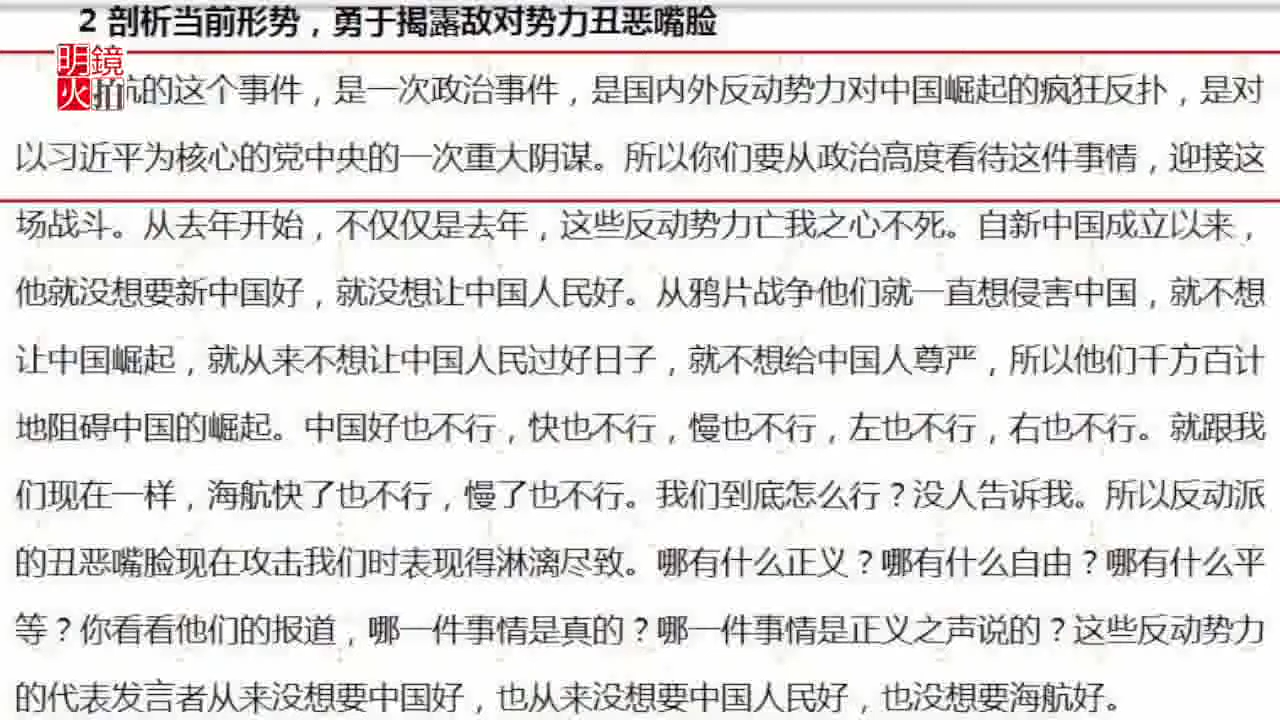 2 剖析当前形势，勇于揭露敌对势力丑恶嘴脸
明鏡
火拍
航的这个事件，是一次政治事件，是国内外反动势力对中国崛起的疯狂反扑，是对
以习近平为核心的党中央的一次重大阴谋。所以你们要从政治高度看待这件事情，迎接这
场战斗。从去年开始，不仅仅是去年，这些反动势力亡我之心不死。自新中国成立以来，
他就没想要新中国好，就没想让中国人民好。从鸦片战争他们就一直想侵害中国，就不想
让中国崛起，就从来不想让中国人民过好日子，就不想给中国人尊严，所以他们千方百计
地阻碍中国的崛起。中国好也不行，快也不行，慢也不行，左也不行，右也不行。就跟我
们现在一样，海航快了也不行，慢了也不行。我们到底怎么行？没人告诉我。所以反动派
的丑恶嘴脸现在攻击我们时表现得淋漓尽致。哪有什么正义？哪有什么自由？哪有什么平
等？你看看他们的报道，哪一件事情是真的？哪一件事情是正义之声说的？这些反动势力
的代表发言者从来没想要中国好，也从来没想要中国人民好，也没想要海航好。